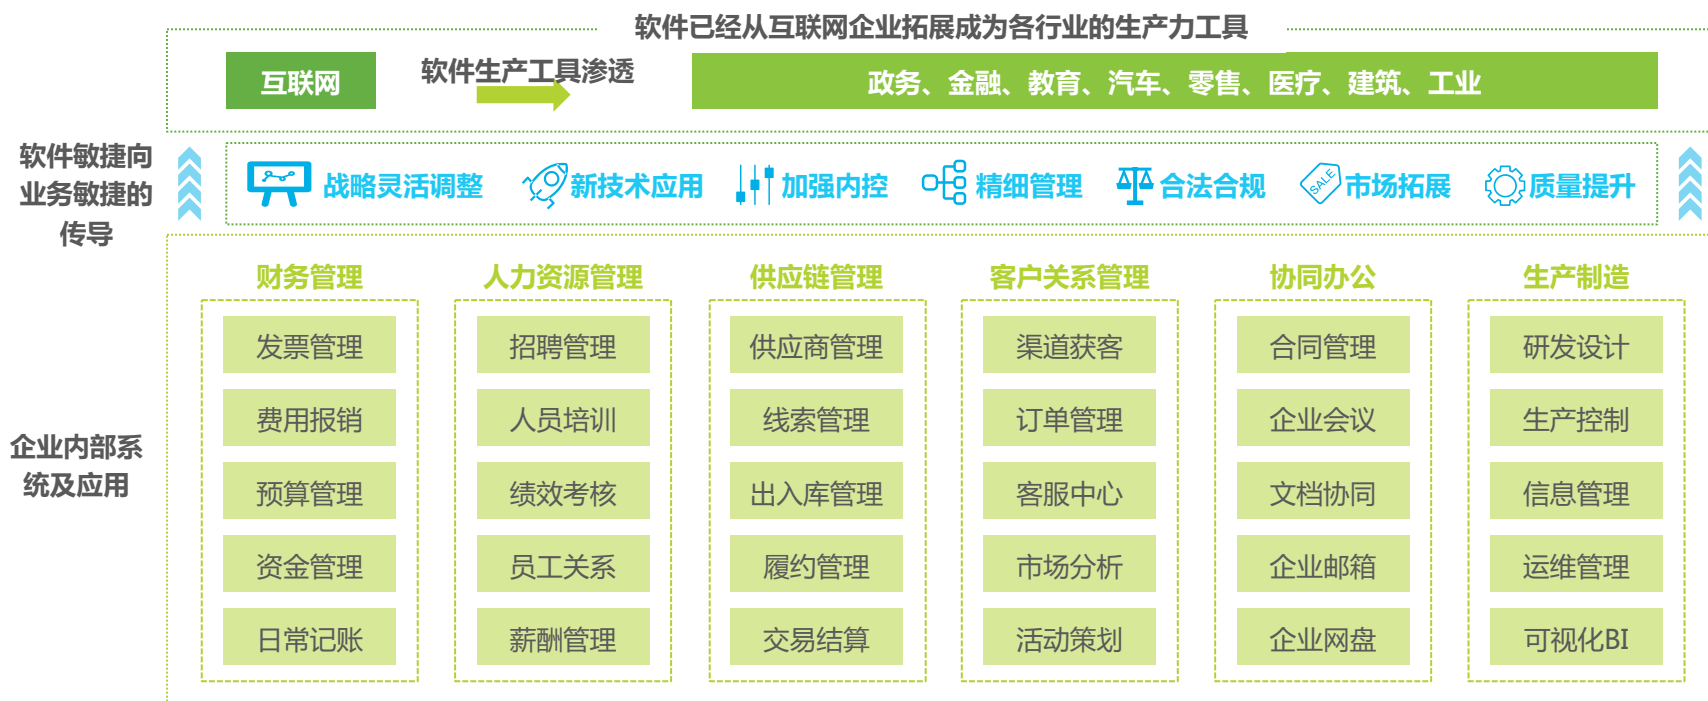 软件已经从互联网企业拓展成为各行业的生产力工具
互联网
软件生产工具渗透
政务、金融、教育、汽车、零售、医疗、建筑、工业
软件敏捷向
业务敏捷的
传导
战略灵活调整
新技术应用
加强内控
精细管理
合法合规
SALE
市场拓展
质量提升
企业内部系
统及应用
财务管理
人力资源管理
供应链管理
客户关系管理
协同办公
生产制造
发票管理
招聘管理
供应商管理
渠道获客
合同管理
研发设计
费用报销
人员培训
线索管理
订单管理
企业会议
生产控制
预算管理
绩效考核
出入库管理
客服中心
文档协同
信息管理
资金管理
员工关系
履约管理
市场分析
企业邮箱
运维管理
日常记账
薪酬管理
交易结算
活动策划
企业网盘
可视化BI